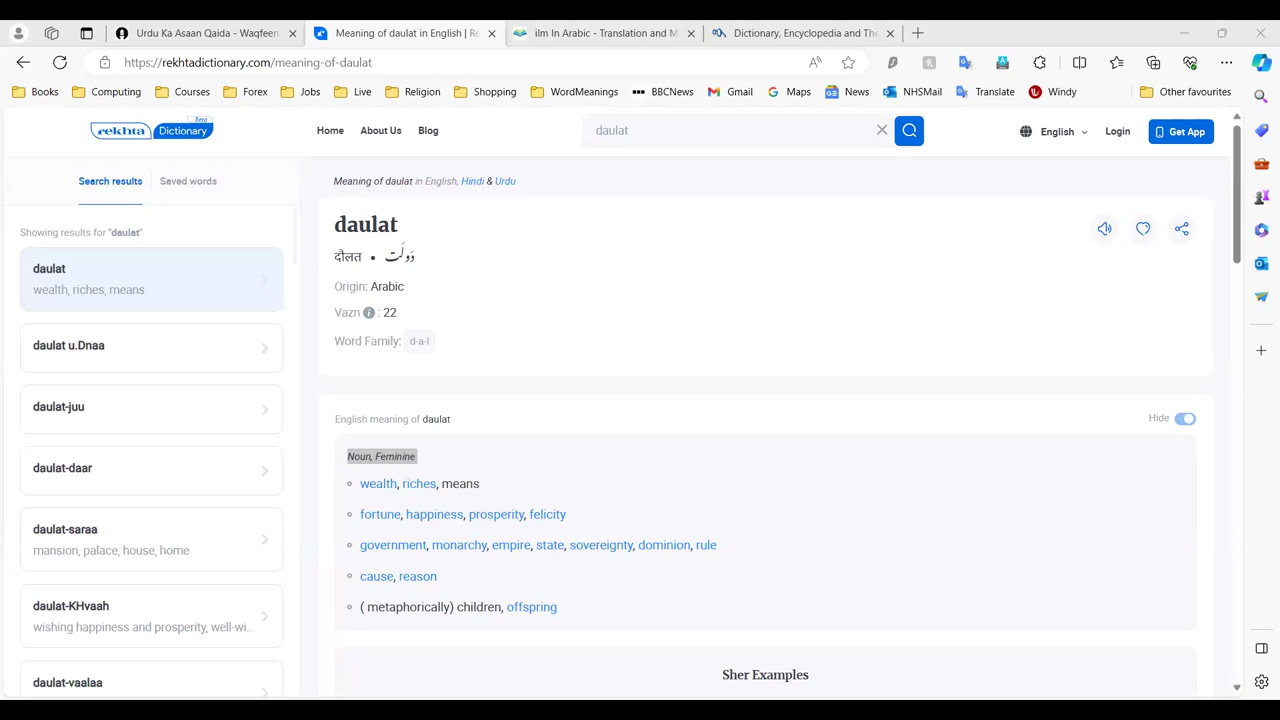 Urdu Ka Asaan Qaida - Waqfeen
Meaning of daulat in English | Re
ilm In Arabic - Translation and M
Dictionary, Encyclopedia and The
https://rekhtadictionary.com/meaning-of-daulat
Books
Computing
Courses
Forex
Jobs
Live
Religion
Shopping
WordMeanings
BBCNews
Gmail
Maps
News
NHSMail
Translate
Windy
Other favourites
rekhta Dictionary Beta
Home
About Us
Blog
daulat
English
Login
Get App
Search results
Saved words
Showing results for "daulat"
daulat
wealth, riches, means
daulat u.Dnaa
daulat-juu
daulat-daar
daulat-saraa
mansion, palace, house, home
daulat-KHvaah
wishing happiness and prosperity, well-wi...
daulat-vaalaa
Meaning of daulat in English, Hindi & Urdu
daulat
दौलत • دَولَت
Origin: Arabic
Vazn i : 22
Word Family: d-a-l
English meaning of daulat
Hide
Noun, Feminine
wealth, riches, means
fortune, happiness, prosperity, felicity
government, monarchy, empire, state, sovereignty, dominion, rule
cause, reason
( metaphorically) children, offspring
Sher Examples